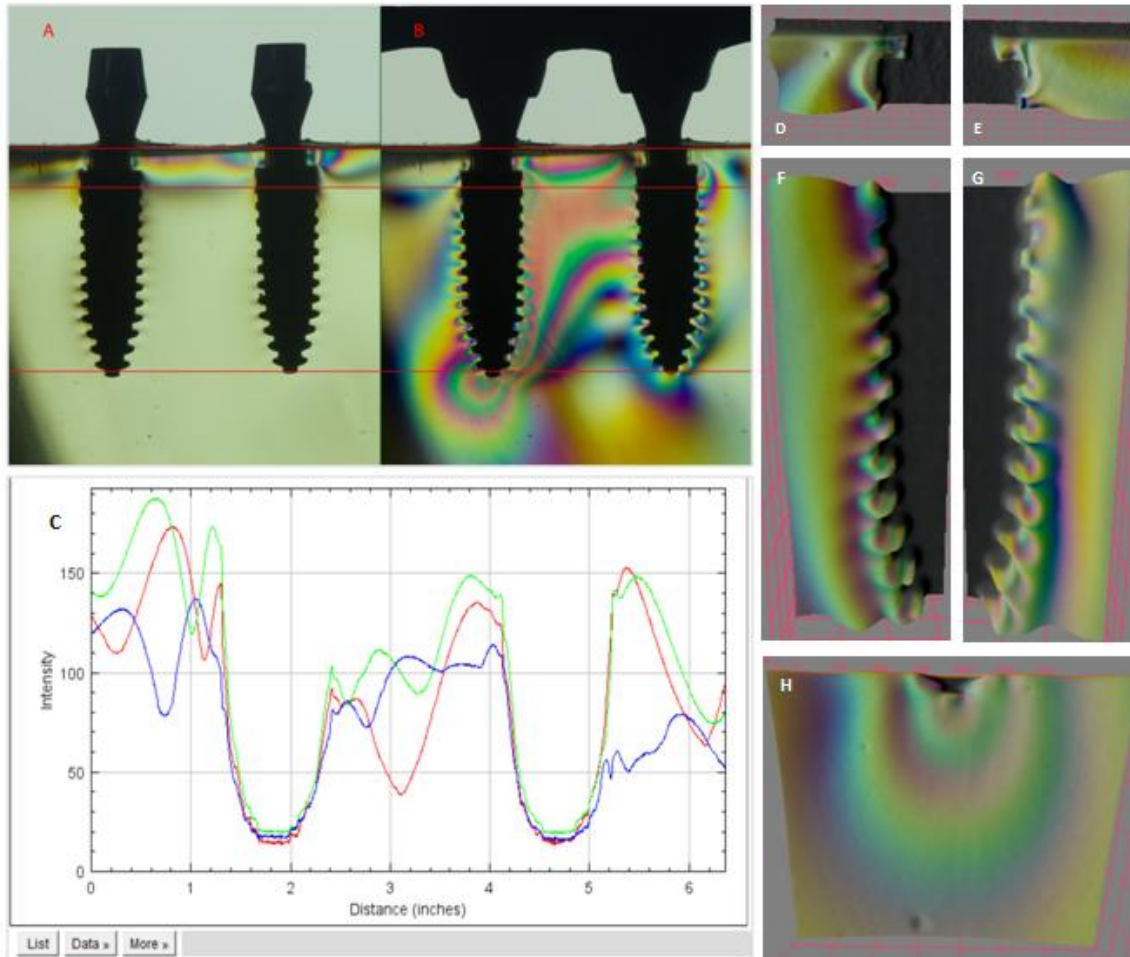 A
B
D
E
F
G
C
150
100
50
0
Intensity
0 1 2 3 4 5 6
Distance (inches)
List Data » More »
H